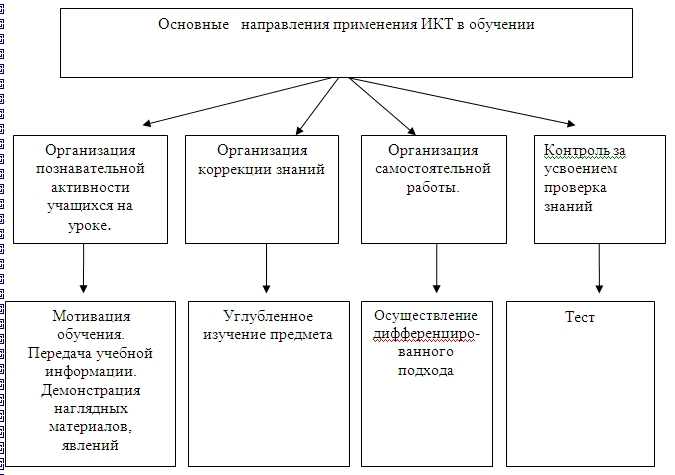 Основные направления применения ИКТ в обучении
Организация
познавательной
активности
учащихся на
уроке.
Организация
коррекции знаний
Организация
самостоятельной
работы.
Контроль за
усвоением
проверка
знаний
Мотивация
обучения.
Передача учебной
информации.
Демонстрация
наглядных
материалов,
явлений
Углубленное
изучение предмета
Осуществление
дифференциро-
ванного
подхода
Тест